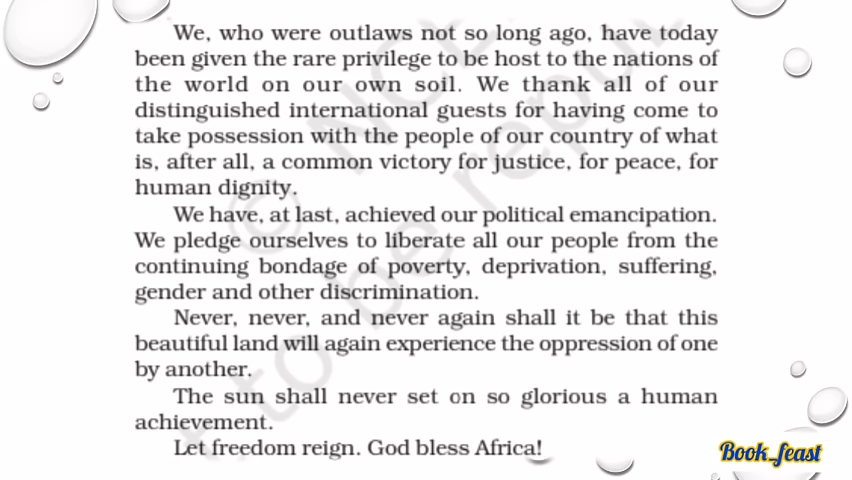 We, who were outlaws not so long ago, have today
been given the rare privilege to be host to the nations of
the world on our own soil. We thank all of our
distinguished international guests for having come to
take possession with the people of our country of what
is, after all, a common victory for justice, for peace, for
human dignity.
We have, at last, achieved our political emancipation.
We pledge ourselves to liberate all our people from the
continuing bondage of poverty, deprivation, suffering,
gender and other discrimination.
Never, never, and never again shall it be that this
beautiful land will again experience the oppression of one
by another.
The sun shall never set on so glorious a human
achievement.
Let freedom reign. God bless Africa!
Book_feast